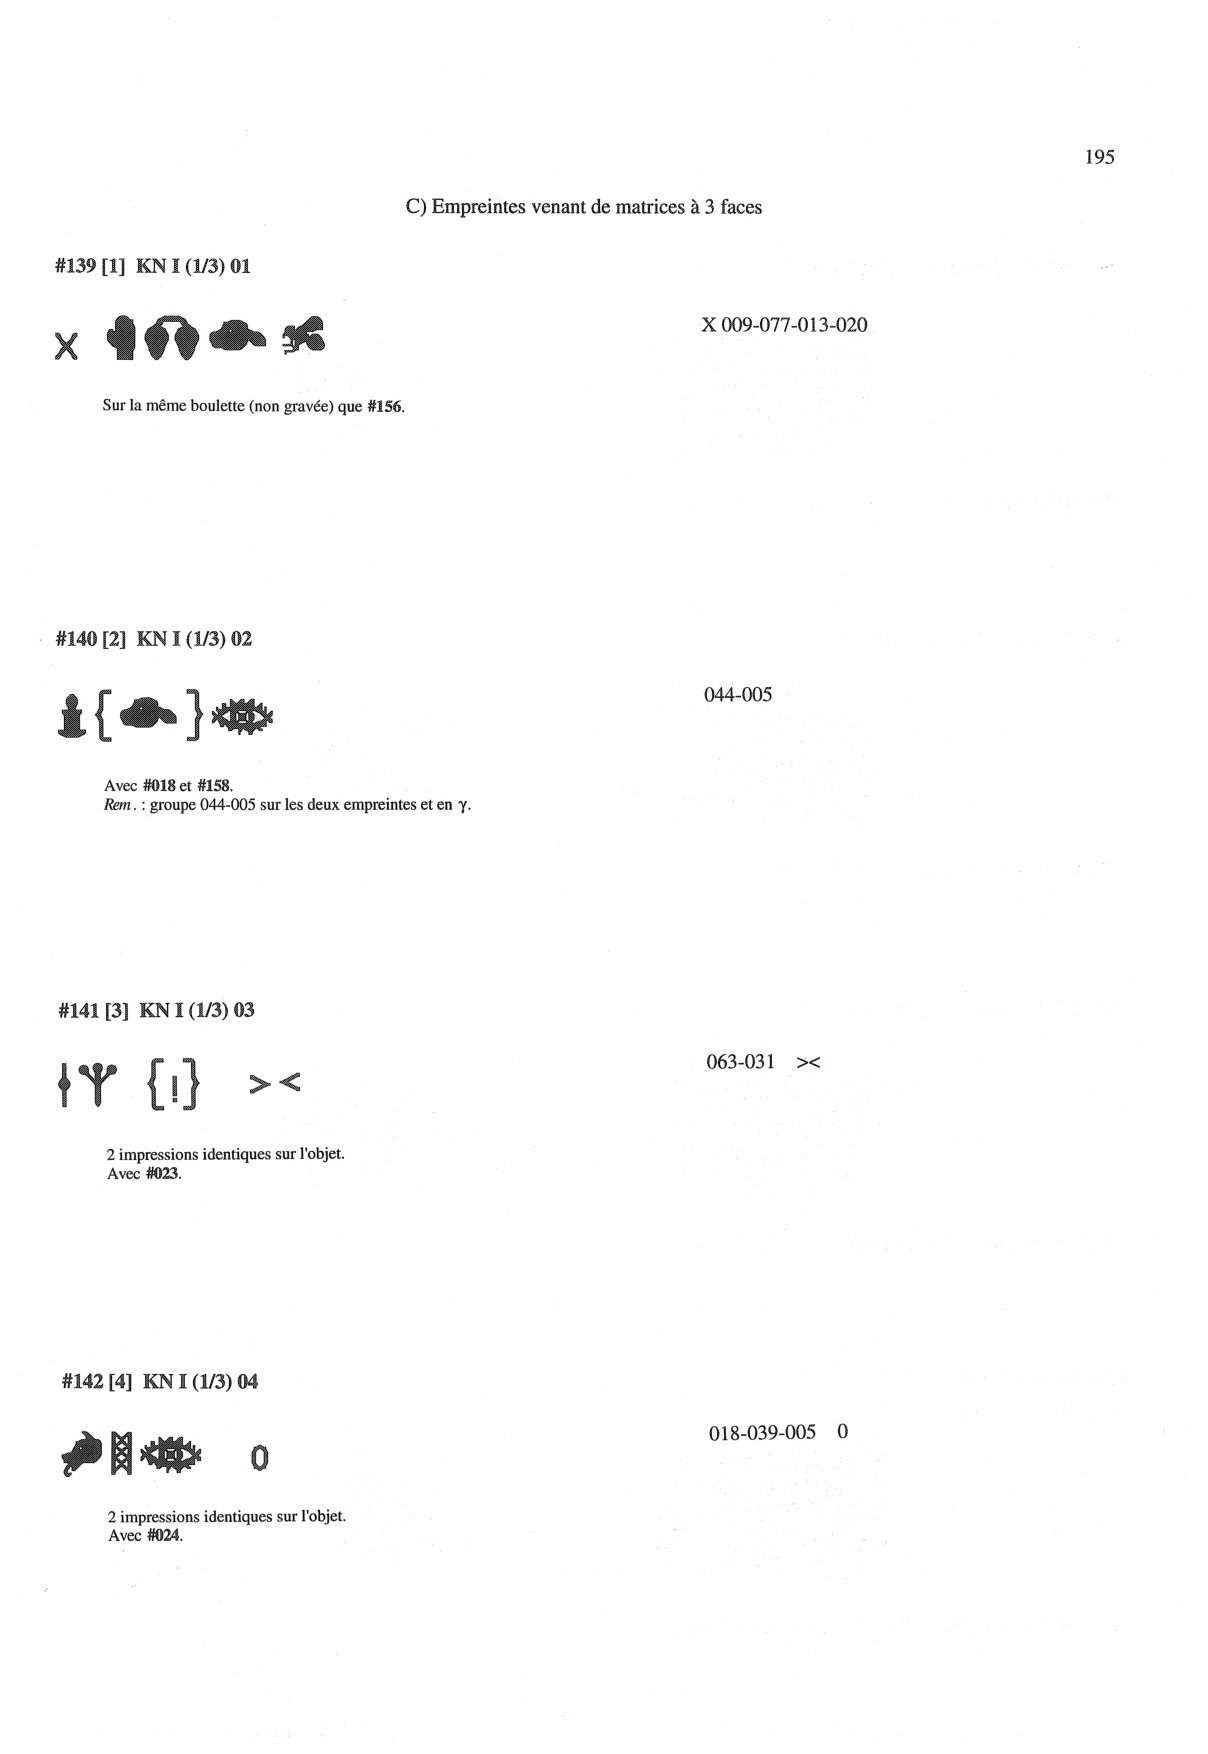 195
C) Empreintes venant de matrices à 3 faces
#139 [1] KN I (1/3) 01
X
X 009-077-013-020
Sur la même boulette (non gravée) que #156.
#140 [2] KN I (1/3) 02
{ }
044-005
Avec #018 et #158.
Rem. : groupe 044-005 sur les deux empreintes et en γ.
#141 [3] KN I (1/3) 03
{!} > <
063-031 ><
2 impressions identiques sur l'objet.
Avec #023.
#142 [4] KN I (1/3) 04
0
018-039-005 0
2 impressions identiques sur l'objet.
Avec #024.